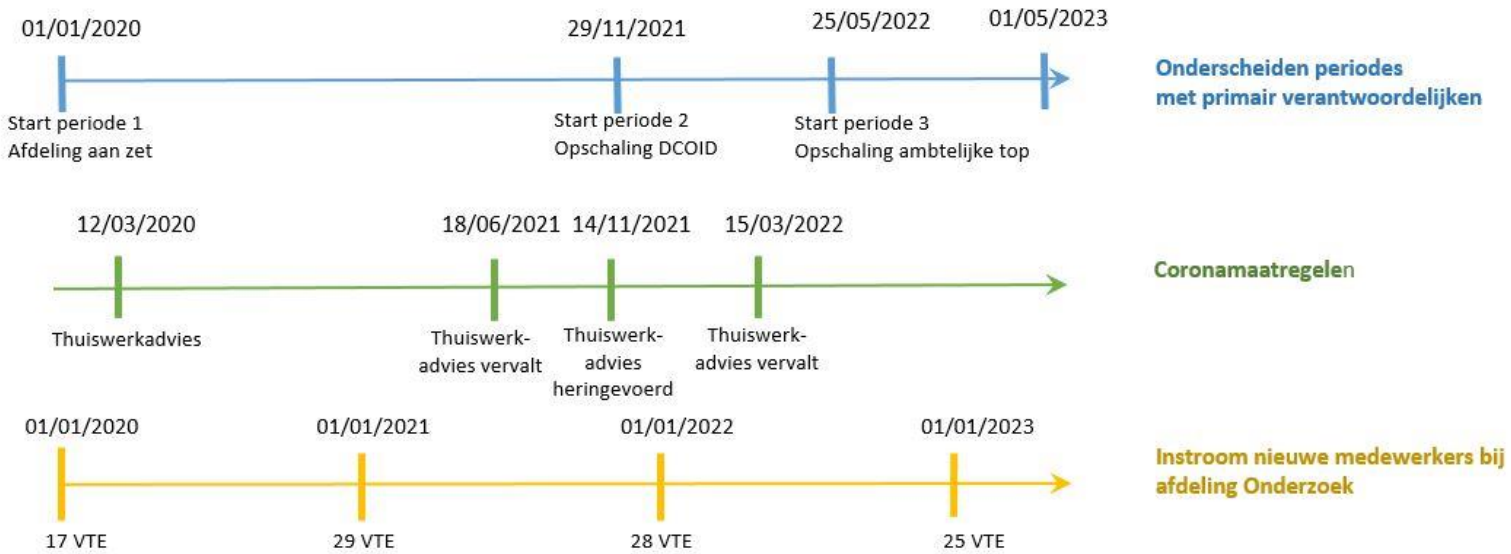 01/01/2020 29/11/2021 25/05/2022 01/05/2023
Onderscheiden periodes
met primair verantwoordelijken
Start periode 1
Afdeling aan zet
Start periode 2
Opschaling DCOID
Start periode 3
Opschaling ambtelijke top
12/03/2020 18/06/2021 14/11/2021 15/03/2022
Coronamaatregelen
Thuiswerkadvies
Thuiswerk-
advies vervalt
Thuiswerk-
advies
heringevoerd
Thuiswerk-
advies vervalt
01/01/2020 01/01/2021 01/01/2022 01/01/2023
Instroom nieuwe medewerkers bij
afdeling Onderzoek
17 VTE 29 VTE 28 VTE 25 VTE